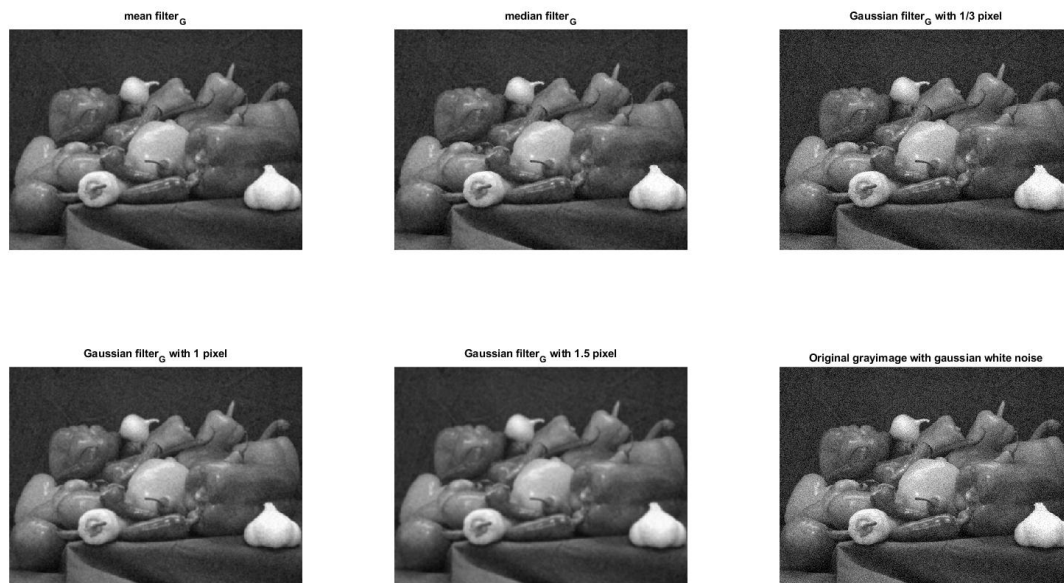 mean filter_G
median filter_G
Gaussian filter_G with 1/3 pixel
Gaussian filter_G with 1 pixel
Gaussian filter_G with 1.5 pixel
Original grayimage with gaussian white noise